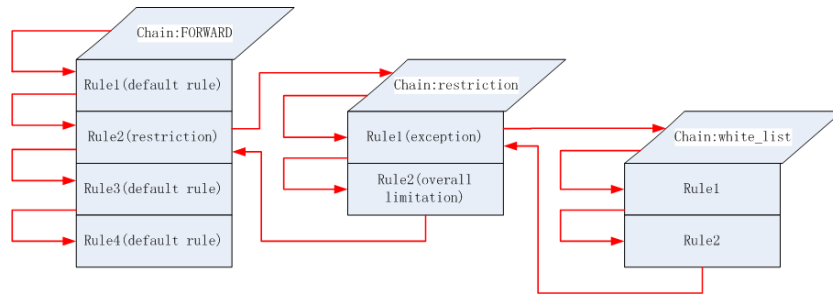 Chain:FORWARD
Rule1(default rule)
Rule2(restriction)
Rule3(default rule)
Rule4(default rule)
Chain:restriction
Rule1(exception)
Rule2(overall
limitation)
Chain:white_list
Rule1
Rule2